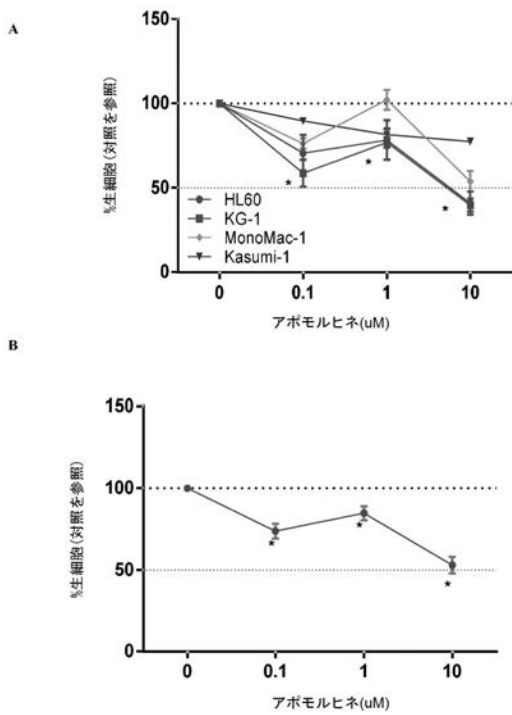 A
150
100
50
0
%生細胞(対照を参照)
HL60
KG-1
MonoMac-1
Kasumi-1
* * *
0 0.1 1 10
アポモルヒネ(uM)
B
150
100
50
0
%生細胞(対照を参照)
* * *
0 0.1 1 10
アポモルヒネ(uM)